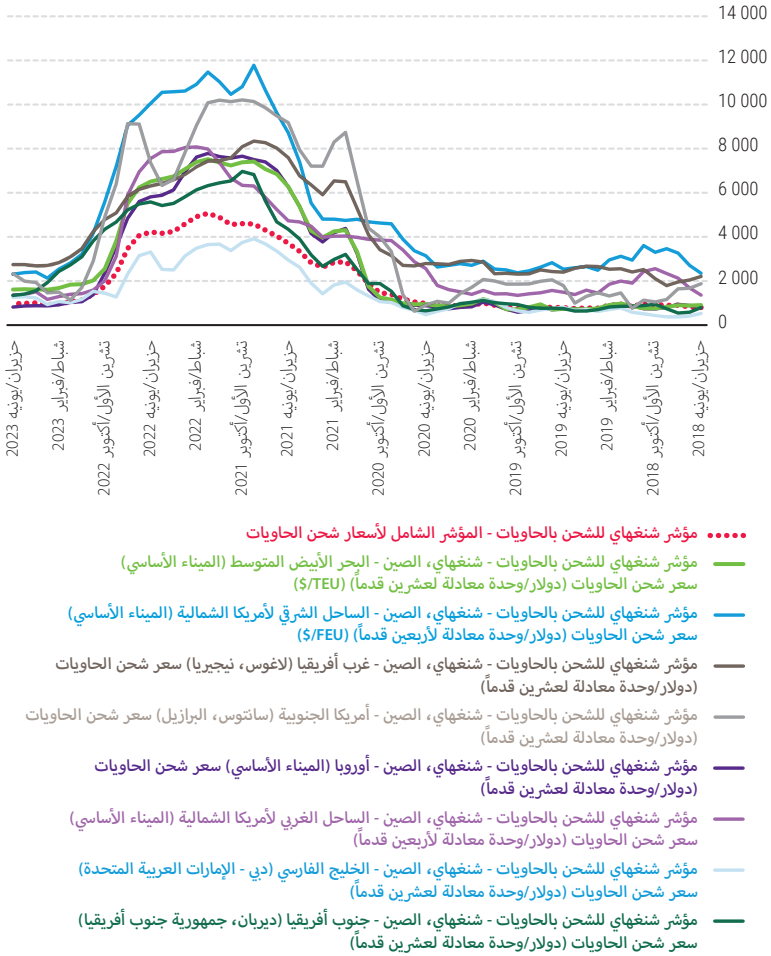 14 000
12 000
10 000
8 000
6 000
4 000
2 000
0
حزيران/يونيه 2018
تشرين الأول/أكتوبر 2018
شباط/فبراير 2019
حزيران/يونيه 2019
تشرين الأول/أكتوبر 2019
شباط/فبراير 2020
حزيران/يونيه 2020
تشرين الأول/أكتوبر 2020
شباط/فبراير 2021
حزيران/يونيه 2021
تشرين الأول/أكتوبر 2021
شباط/فبراير 2022
حزيران/يونيه 2022
تشرين الأول/أكتوبر 2022
شباط/فبراير 2023
حزيران/يونيه 2023
مؤشر شنغهاي للشحن بالحاويات - المؤشر الشامل لأسعار شحن الحاويات
مؤشر شنغهاي للشحن بالحاويات - شنغهاي، الصين - البحر الأبيض المتوسط (الميناء الأساسي)
سعر شحن الحاويات (دولار/وحدة معادلة لعشرين قدماً) ($/TEU)
مؤشر شنغهاي للشحن بالحاويات - شنغهاي، الصين - الساحل الشرقي لأمريكا الشمالية (الميناء الأساسي)
سعر شحن الحاويات (دولار/وحدة معادلة لأربعين قدماً) ($/FEU)
مؤشر شنغهاي للشحن بالحاويات - شنغهاي، الصين - غرب أفريقيا (لاغوس، نيجيريا) سعر شحن الحاويات
(دولار/وحدة معادلة لعشرين قدماً)
مؤشر شنغهاي للشحن بالحاويات - شنغهاي، الصين - أمريكا الجنوبية (سانتوس، البرازيل) سعر شحن الحاويات
(دولار/وحدة معادلة لعشرين قدماً)
مؤشر شنغهاي للشحن بالحاويات - شنغهاي، الصين - أوروبا (الميناء الأساسي) سعر شحن الحاويات
(دولار/وحدة معادلة لعشرين قدماً)
مؤشر شنغهاي للشحن بالحاويات - شنغهاي، الصين - الساحل الغربي لأمريكا الشمالية (الميناء الأساسي)
سعر شحن الحاويات (دولار/وحدة معادلة لأربعين قدماً)
مؤشر شنغهاي للشحن بالحاويات - شنغهاي، الصين - الخليج الفارسي (دبي - الإمارات العربية المتحدة)
سعر شحن الحاويات (دولار/وحدة معادلة لعشرين قدماً)
مؤشر شنغهاي للشحن بالحاويات - شنغهاي، الصين - جنوب أفريقيا (ديربان، جمهورية جنوب أفريقيا)
سعر شحن الحاويات (دولار/وحدة معادلة لعشرين قدماً)